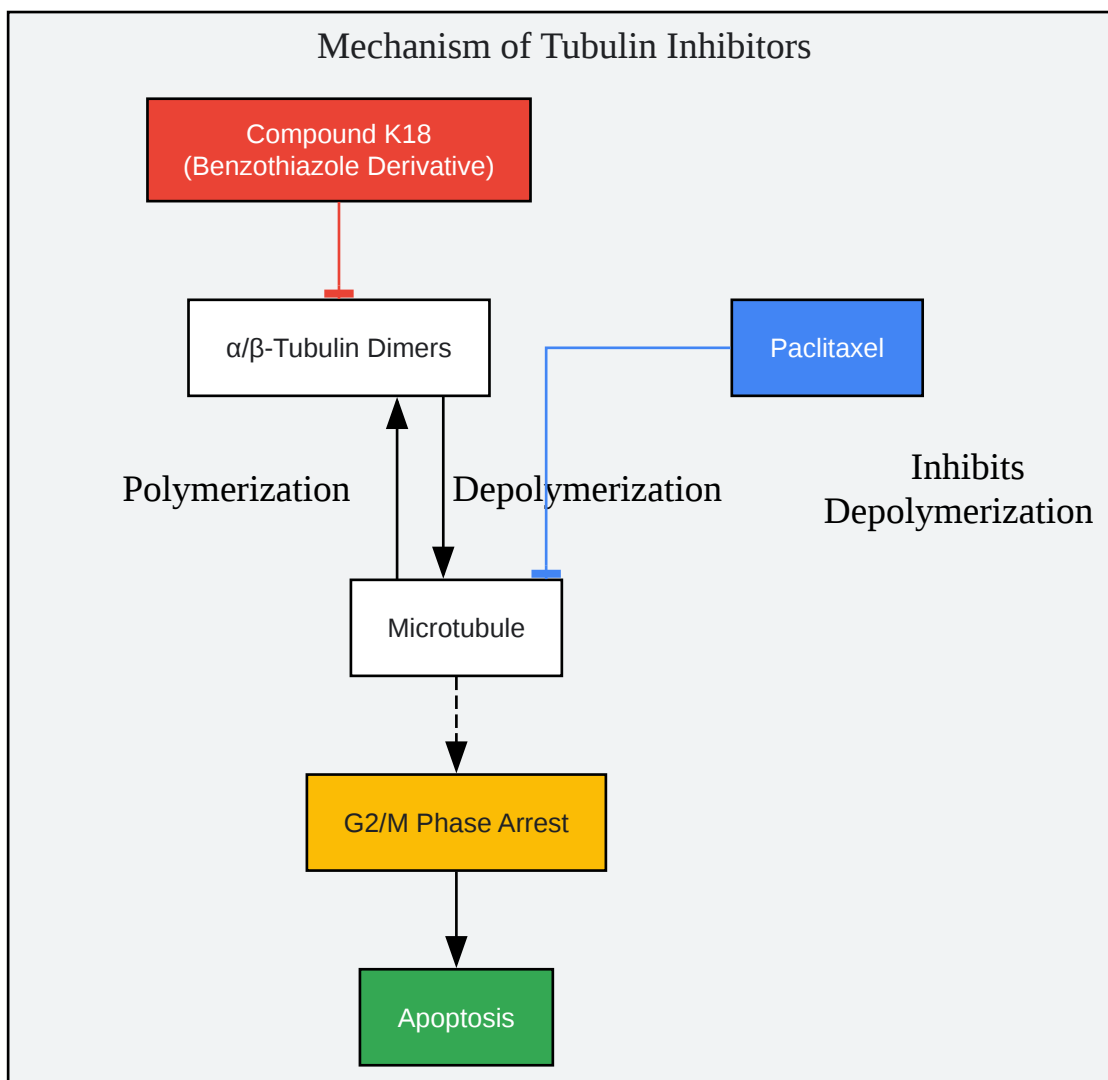 Mechanism of Tubulin Inhibitors
Compound K18
(Benzothiazole Derivative)
α/β-Tubulin Dimers
Paclitaxel
Polymerization
Depolymerization
Inhibits
Depolymerization
Microtubule
G2/M Phase Arrest
Apoptosis